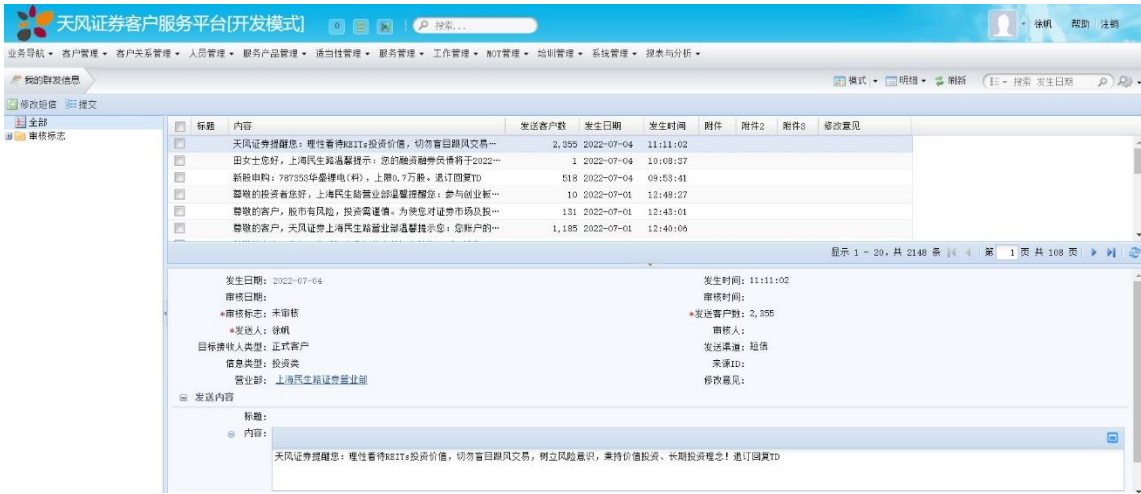 天风证券客户服务平台[开发模式] 搜索... 徐帆 帮助 注销
业务导航 客户管理 客户关系管理 人员管理 服务产品管理 适当性管理 服务管理 工作管理 MOT管理 培训管理 系统管理 报表与分析
我的群发信息 模式 明细 刷新 搜索 发生日期
修改短信 提交
全部
审核标志
标题 内容 发送客户数 发生日期 发生时间 附件 附件2 附件3 修改意见
天风证券提醒您：理性看待REITs投资价值，切勿盲目跟风交易… 2,355 2022-07-04 11:11:02
田女士您好，上海民生路温馨提示：您的融资融券负债将于2022… 1 2022-07-04 10:08:37
新股申购：787353华盛锂电(科)，上限0.7万股。退订回复TD 518 2022-07-04 09:53:41
尊敬的投资者您好，上海民生路营业部温馨提醒您：参与创业板… 10 2022-07-01 12:48:27
尊敬的客户，股市有风险，投资需谨慎。为使您对证券市场及投… 131 2022-07-01 12:43:01
尊敬的客户，天风证券上海民生路营业部温馨提示您：您账户的… 1,185 2022-07-01 12:40:06
显示 1 - 20，共 2148 条 第 1 页 共 108 页
发生日期：2022-07-04 发生时间：11:11:02
审核日期： 审核时间：
*审核标志：未审核 *发送客户数：2,355
*发送人：徐帆 审核人：
目标接收人类型：正式客户 发送渠道：短信
信息类型：投资类 来源ID：
营业部：上海民生路证券营业部 修改意见：
发送内容
标题：
内容：
天风证券提醒您：理性看待REITs投资价值，切勿盲目跟风交易，树立风险意识，秉持价值投资、长期投资理念！退订回复TD